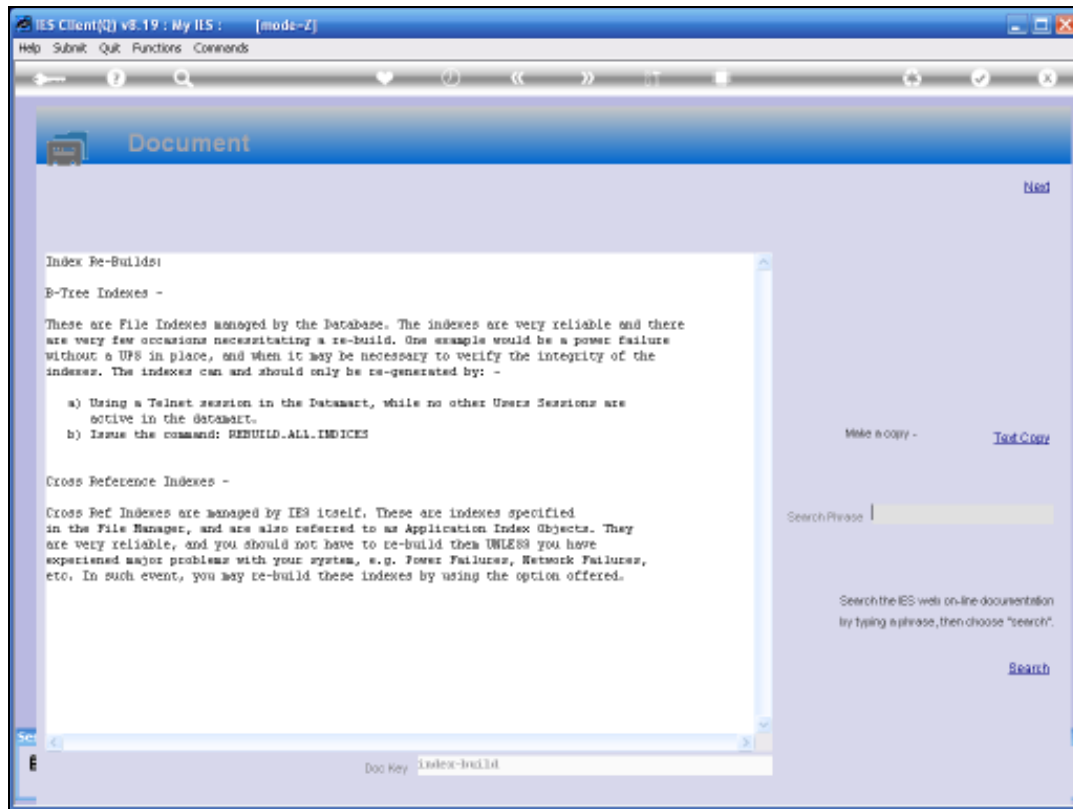 IES Client(Q) v8.19 : My IES : [mode=Z]
Help Submit Quit Functions Commands
Document
Next
Index Re-Builds:
B-Tree Indexes -
These are File Indexes managed by the Database. The indexes are very reliable and there
are very few occasions necessitating a re-build. One example would be a power failure
without a UPS in place, and when it may be necessary to verify the integrity of the
indexes. The indexes can and should only be re-generated by: -
a) Using a Telnet session in the Datamart, while no other Users Sessions are
active in the datamart.
b) Issue the command: REBUILD.ALL.INDICES
Make a copy -
Text Copy
Cross Reference Indexes -
Cross Ref Indexes are managed by IES itself. These are indexes specified
in the File Manager, and are also referred to as Application Index Objects. They
are very reliable, and you should not have to re-build them UNLESS you have
experiened major problems with your system, e.g. Power Failures, Network Failures,
etc. In such event, you may re-build these indexes by using the option offered.
Search Phrase
Search the IES web on-line documentation
by typing a phrase, then choose "search".
Search
Ses
Doc Key
index-build